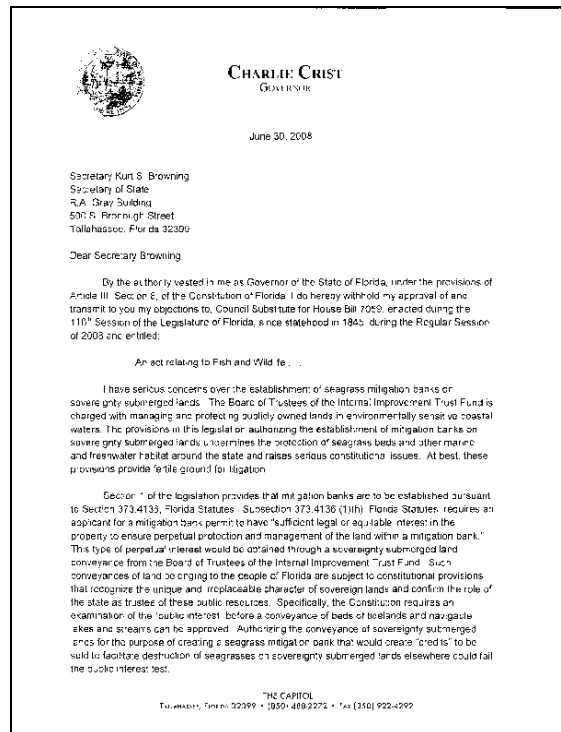 CHARLIE CRIST
GOVERNOR
June 30, 2008
Secretary Kurt S. Browning
Secretary of State
R.A. Gray Building
500 S. Bronough Street
Tallahassee, Florida 32399
Dear Secretary Browning
By the authority vested in me as Governor of the State of Florida, under the provisions of
Article III, Section 8, of the Constitution of Florida, I do hereby withhold my approval of and
transmit to you my objections to, Council Substitute for House Bill 7059, enacted during the
110th Session of the Legislature of Florida, since statehood in 1845, during the Regular Session
of 2008 and entitled:
An act relating to Fish and Wildlife . . .
I have serious concerns over the establishment of seagrass mitigation banks on
sovereignty submerged lands. The Board of Trustees of the Internal Improvement Trust Fund is
charged with managing and protecting publicly owned lands in environmentally sensitive coastal
waters. The provisions in this legislation authorizing the establishment of mitigation banks on
sovereignty submerged lands undermines the protection of seagrass beds and other marine
and freshwater habitat around the state and raises serious constitutional issues. At best, these
provisions provide fertile ground for litigation.
Section 1 of the legislation provides that mitigation banks are to be established pursuant
to Section 373.4136, Florida Statutes. Subsection 373.4136 (1)(h), Florida Statutes, requires an
applicant for a mitigation bank permit to have "sufficient legal or equitable interest in the
property to ensure perpetual protection and management of the land within a mitigation bank."
This type of perpetual interest would be obtained through a sovereignty submerged land
conveyance from the Board of Trustees of the Internal Improvement Trust Fund. Such
conveyances of land belonging to the people of Florida are subject to constitutional provisions
that recognize the unique and irreplaceable character of sovereign lands and confirm the role of
the state as trustee of these public resources. Specifically, the Constitution requires an
examination of the "public interest" before a conveyance of beds of tidelands and navigable
lakes and streams can be approved. Authorizing the conveyance of sovereignty submerged
lands for the purpose of creating a seagrass mitigation bank that would create "credits" to be
sold to facilitate destruction of seagrasses on sovereignty submerged lands elsewhere could fail
the public interest test.
THE CAPITOL
TALLAHASSEE, FLORIDA 32399 • (850) 488-2272 • FAX (850) 922-4292